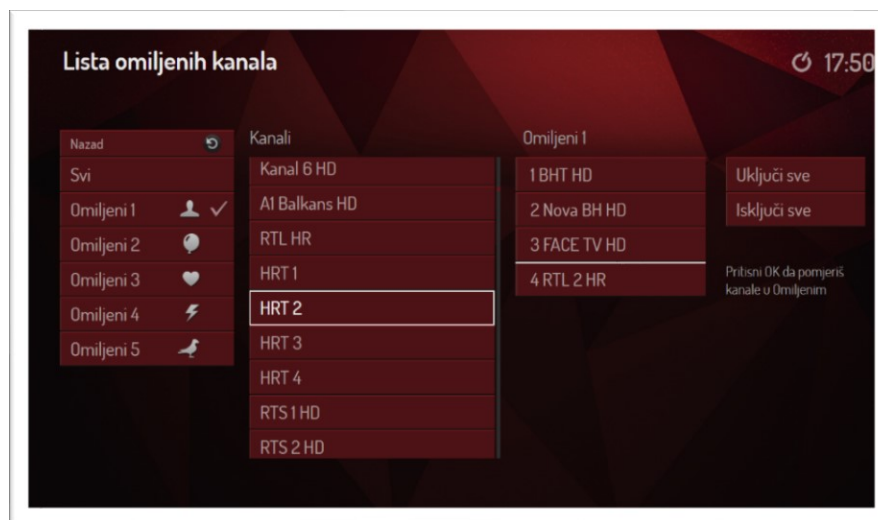 Lista omiljenih kanala
17:50
Nazad
Svi
Omiljeni 1
Omiljeni 2
Omiljeni 3
Omiljeni 4
Omiljeni 5
Kanali
Kanal 6 HD
A1 Balkans HD
RTL HR
HRT 1
HRT 2
HRT 3
HRT 4
RTS 1 HD
RTS 2 HD
Omiljeni 1
1 BHT HD
2 Nova BH HD
3 FACE TV HD
4 RTL 2 HR
Uključi sve
Isključi sve
Pritisni OK da pomjeriš
kanale u Omiljenim